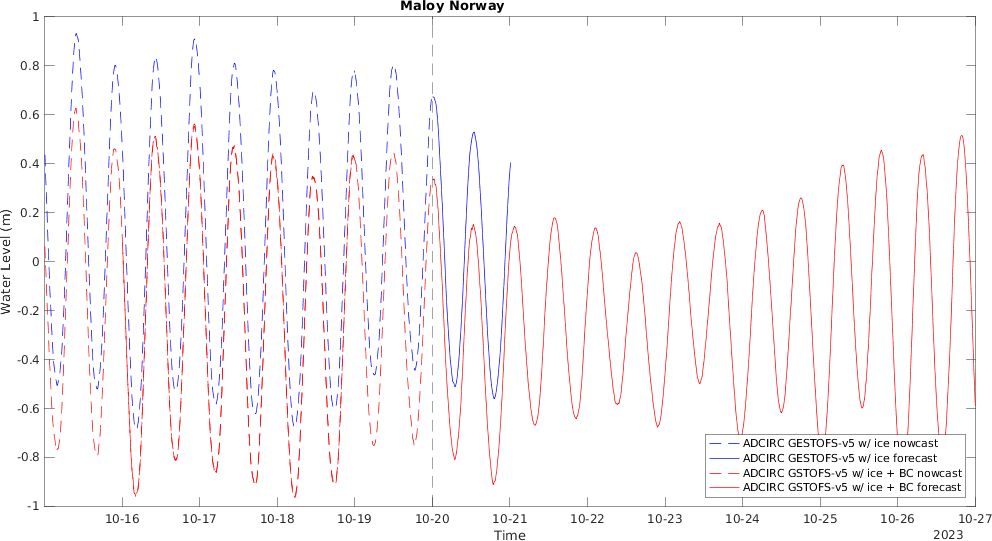 Maloy Norway
1
0.8
0.6
0.4
0.2
0
-0.2
-0.4
-0.6
-0.8
-1
Water Level (m)
10-16 10-17 10-18 10-19 10-20 10-21 10-22 10-23 10-24 10-25 10-26 10-27
Time
2023
ADCIRC GESTOFS-v5 w/ ice nowcast
ADCIRC GESTOFS-v5 w/ ice forecast
ADCIRC GSTOFS-v5 w/ ice + BC nowcast
ADCIRC GSTOFS-v5 w/ ice + BC forecast